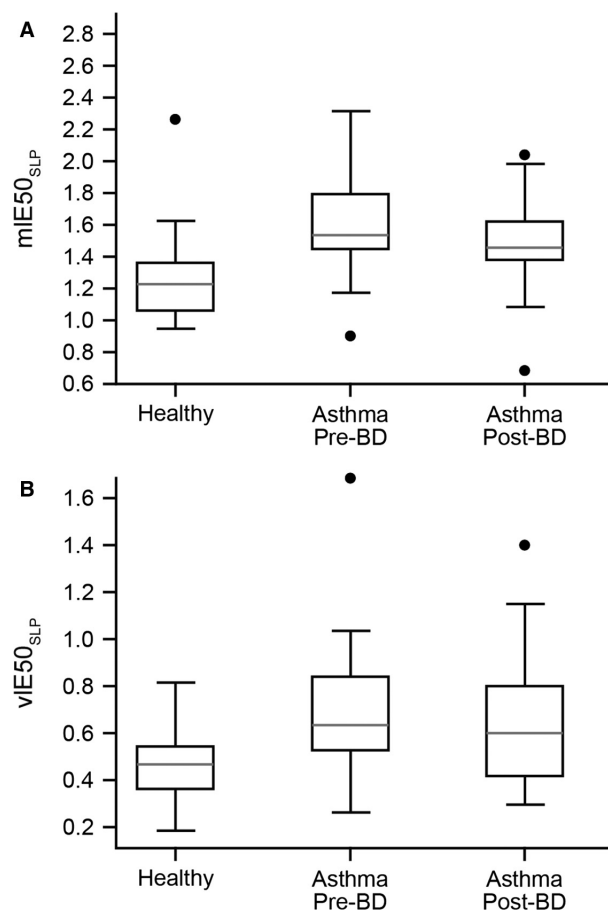 A
mIE50SLP
2.8
2.6
2.4
2.2
2.0
1.8
1.6
1.4
1.2
1.0
0.8
0.6
Healthy
Asthma
Pre-BD
Asthma
Post-BD
B
vIE50SLP
1.6
1.4
1.2
1.0
0.8
0.6
0.4
0.2
Healthy
Asthma
Pre-BD
Asthma
Post-BD